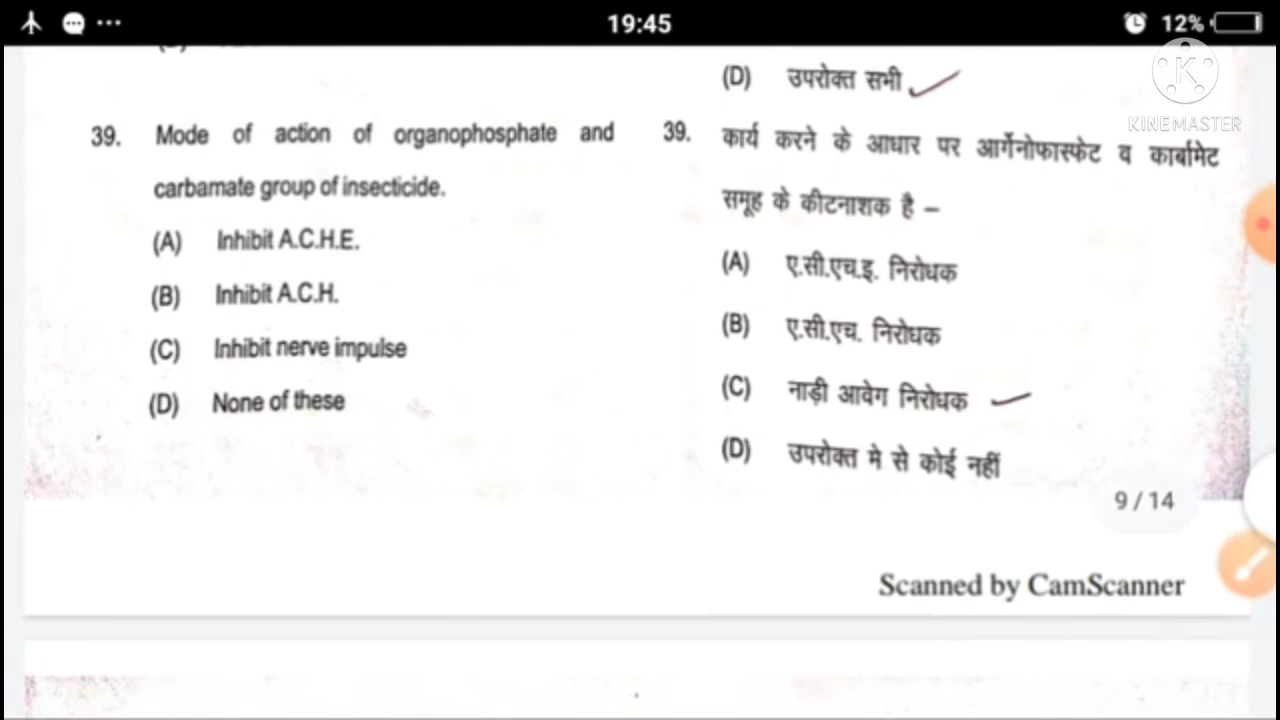 19:45
12%
KINEMASTER
(D) उपरोक्त सभी
39. Mode of action of organophosphate and
carbamate group of insecticide.
(A) Inhibit A.C.H.E.
(B) Inhibit A.C.H.
(C) Inhibit nerve impulse
(D) None of these
39. कार्य करने के आधार पर आर्गेनोफास्फेट व कार्बामेट
समूह के कीटनाशक है –
(A) ए.सी.एच.इ. निरोधक
(B) ए.सी.एच. निरोधक
(C) नाड़ी आवेग निरोधक
(D) उपरोक्त मे से कोई नहीं
9 / 14
Scanned by CamScanner